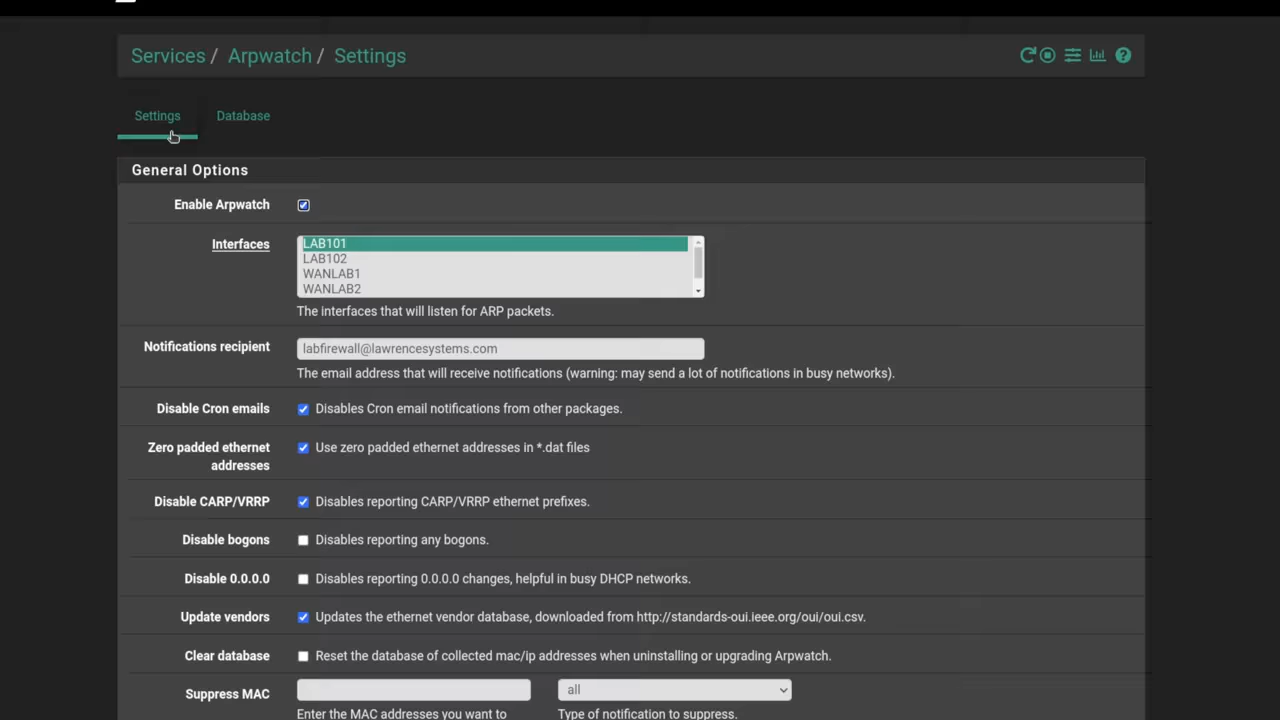 Services / Arpwatch / Settings
Settings Database
General Options
Enable Arpwatch
Interfaces
LAB101
LAB102
WANLAB1
WANLAB2
The interfaces that will listen for ARP packets.
Notifications recipient
labfirewall@lawrencesystems.com
The email address that will receive notifications (warning: may send a lot of notifications in busy networks).
Disable Cron emails Disables Cron email notifications from other packages.
Zero padded ethernet addresses Use zero padded ethernet addresses in *.dat files
Disable CARP/VRRP Disables reporting CARP/VRRP ethernet prefixes.
Disable bogons Disables reporting any bogons.
Disable 0.0.0.0 Disables reporting 0.0.0.0 changes, helpful in busy DHCP networks.
Update vendors Updates the ethernet vendor database, downloaded from http://standards-oui.ieee.org/oui/oui.csv.
Clear database Reset the database of collected mac/ip addresses when uninstalling or upgrading Arpwatch.
Suppress MAC all
Enter the MAC addresses you want to Type of notification to suppress.